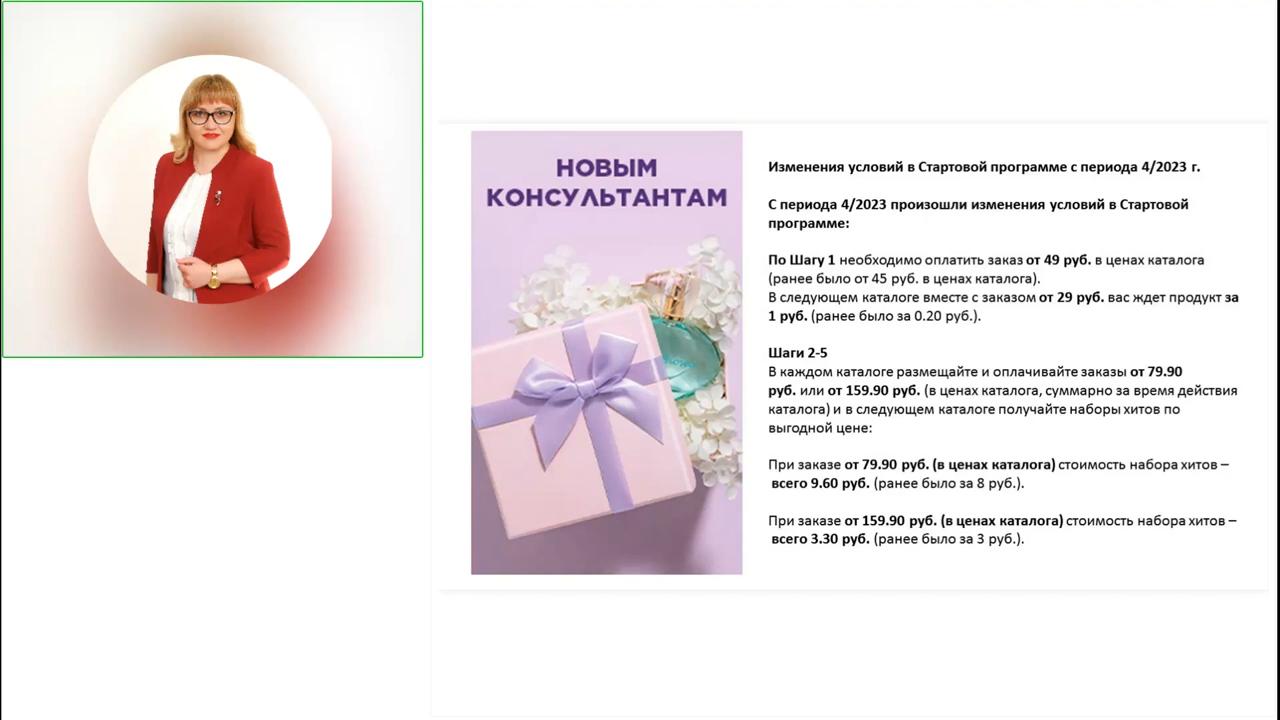 НОВЫМ
КОНСУЛЬТАНТАМ
Изменения условий в Стартовой программе с периода 4/2023 г.
С периода 4/2023 произошли изменения условий в Стартовой
программе:
По Шагу 1 необходимо оплатить заказ от 49 руб. в ценах каталога
(ранее было от 45 руб. в ценах каталога).
В следующем каталоге вместе с заказом от 29 руб. вас ждет продукт за
1 руб. (ранее было за 0.20 руб.).
Шаги 2-5
В каждом каталоге размещайте и оплачивайте заказы от 79.90
руб. или от 159.90 руб. (в ценах каталога, суммарно за время действия
каталога) и в следующем каталоге получайте наборы хитов по
выгодной цене:
При заказе от 79.90 руб. (в ценах каталога) стоимость набора хитов –
всего 9.60 руб. (ранее было за 8 руб.).
При заказе от 159.90 руб. (в ценах каталога) стоимость набора хитов –
всего 3.30 руб. (ранее было за 3 руб.).